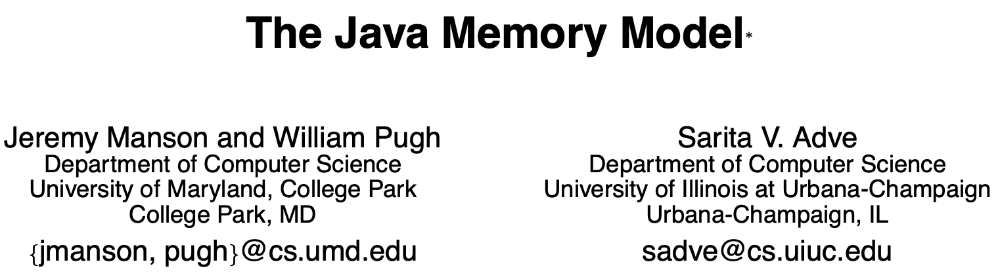 The Java Memory Model*
Jeremy Manson and William Pugh
Department of Computer Science
University of Maryland, College Park
College Park, MD
{jmanson, pugh}@cs.umd.edu
Sarita V. Adve
Department of Computer Science
University of Illinois at Urbana-Champaign
Urbana-Champaign, IL
sadve@cs.uiuc.edu